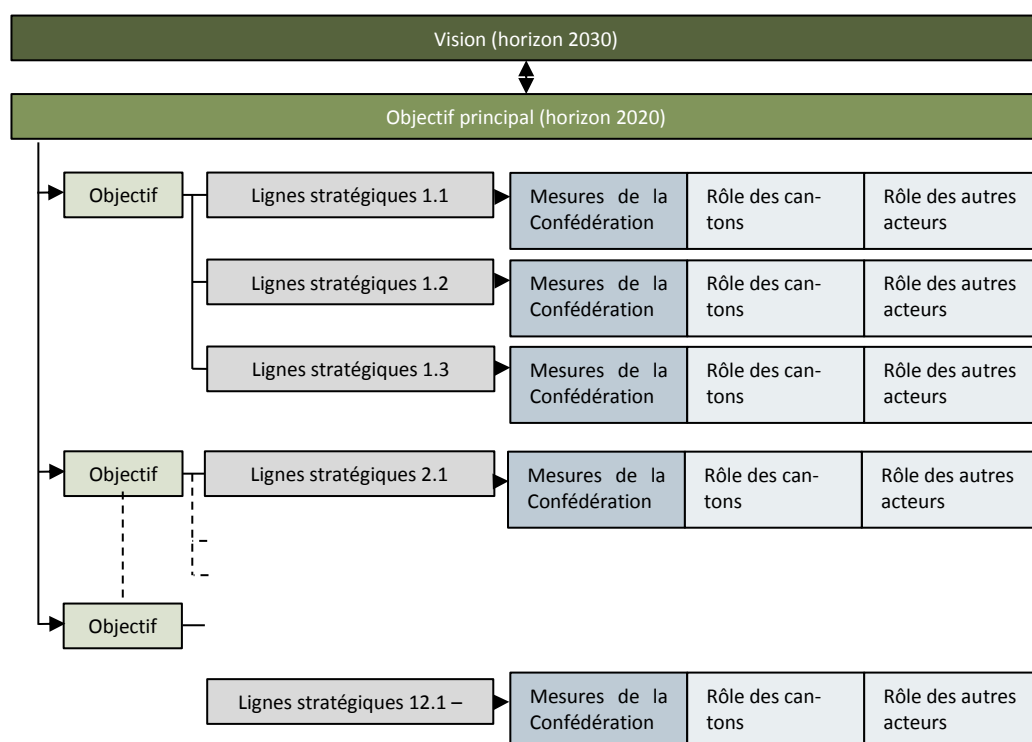 Vision (horizon 2030)
Objectif principal (horizon 2020)
Objectif
Lignes stratégiques 1.1
Mesures de la
Confédération
Rôle des can-
tons
Rôle des autres
acteurs
Lignes stratégiques 1.2
Mesures de la
Confédération
Rôle des can-
tons
Rôle des autres
acteurs
Lignes stratégiques 1.3
Mesures de la
Confédération
Rôle des can-
tons
Rôle des autres
acteurs
Objectif
Lignes stratégiques 2.1
Mesures de la
Confédération
Rôle des can-
tons
Rôle des autres
acteurs
Objectif
Lignes stratégiques 12.1 –
Mesures de la
Confédération
Rôle des can-
tons
Rôle des autres
acteurs